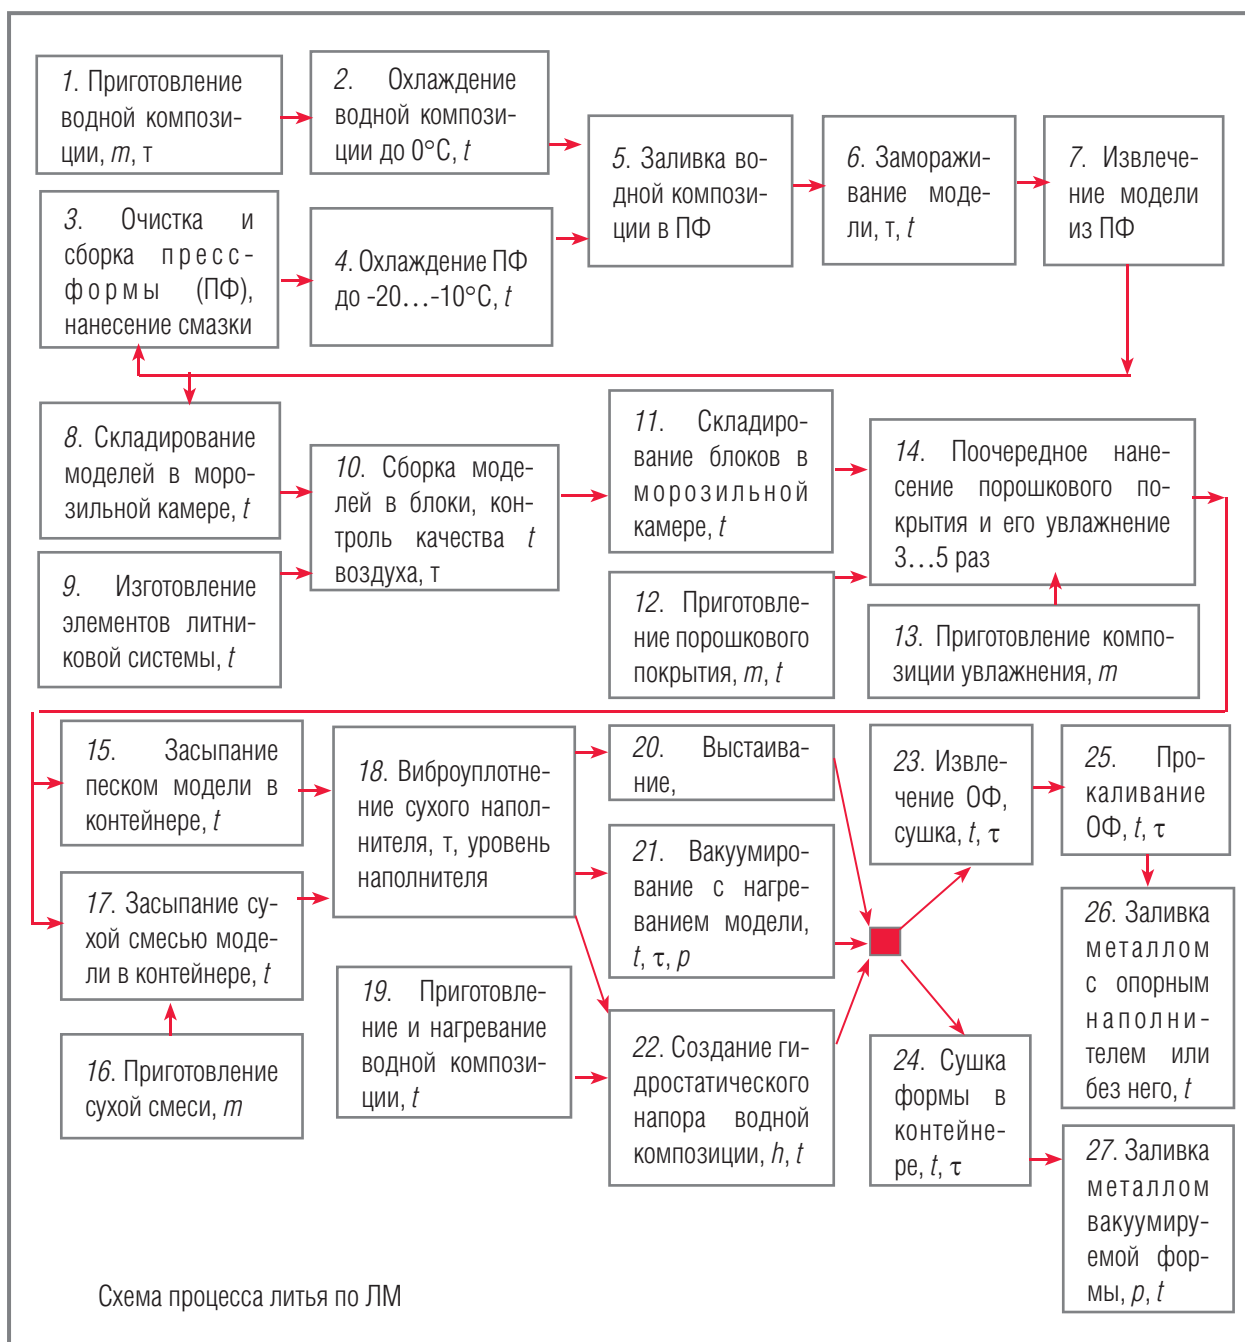 1. Приготовление
водной компози-
ции, m, т
2. Охлаждение
водной компози-
ции до 0°С, t
3. Очистка и
сборка пресс-
формы (ПФ),
нанесение смазки
4. Охлаждение ПФ
до -20…-10°С, t
5. Заливка во-
дной компози-
ции в ПФ
6. Заморажи-
вание моде-
ли, т, t
7. Извлече-
ние модели
из ПФ
8. Складирование
моделей в моро-
зильной камере, t
9. Изготовление
элементов литни-
ковой системы, t
10. Сборка моде-
лей в блоки, кон-
троль качества t
воздуха, т
11. Складиро-
вание блоков в
морозильной
камере, t
12. Приготовле-
ние порошкового
покрытия, m, t
13. Приготовление компо-
зиции увлажнения, m
14. Поочередное нане-
сение порошкового по-
крытия и его увлажнение
3…5 раз
15. Засыпание
песком модели в
контейнере, t
16. Приготовление
сухой смеси, m
17. Засыпание су-
хой смесью моде-
ли в контейнере, t
18. Виброуплотне-
ние сухого напол-
нителя, т, уровень
наполнителя
19. Приготовле-
ние и нагревание
водной компози-
ции, t
20. Выстаива-
ние,
21. Вакуумиро-
вание с нагре-
ванием модели,
t, τ, p
22. Создание ги-
дростатического
напора водной
композиции, h, t
23. Извле-
чение ОФ,
сушка, t, τ
24. Сушка
формы в
контейне-
ре, t, τ
25. Про-
каливание
ОФ, t, τ
26. Заливка
металлом
с опорным
наполни-
телем или
без него, t
27. Заливка
металлом
вакуумиру-
емой фор-
мы, p, t
Схема процесса литья по ЛМ